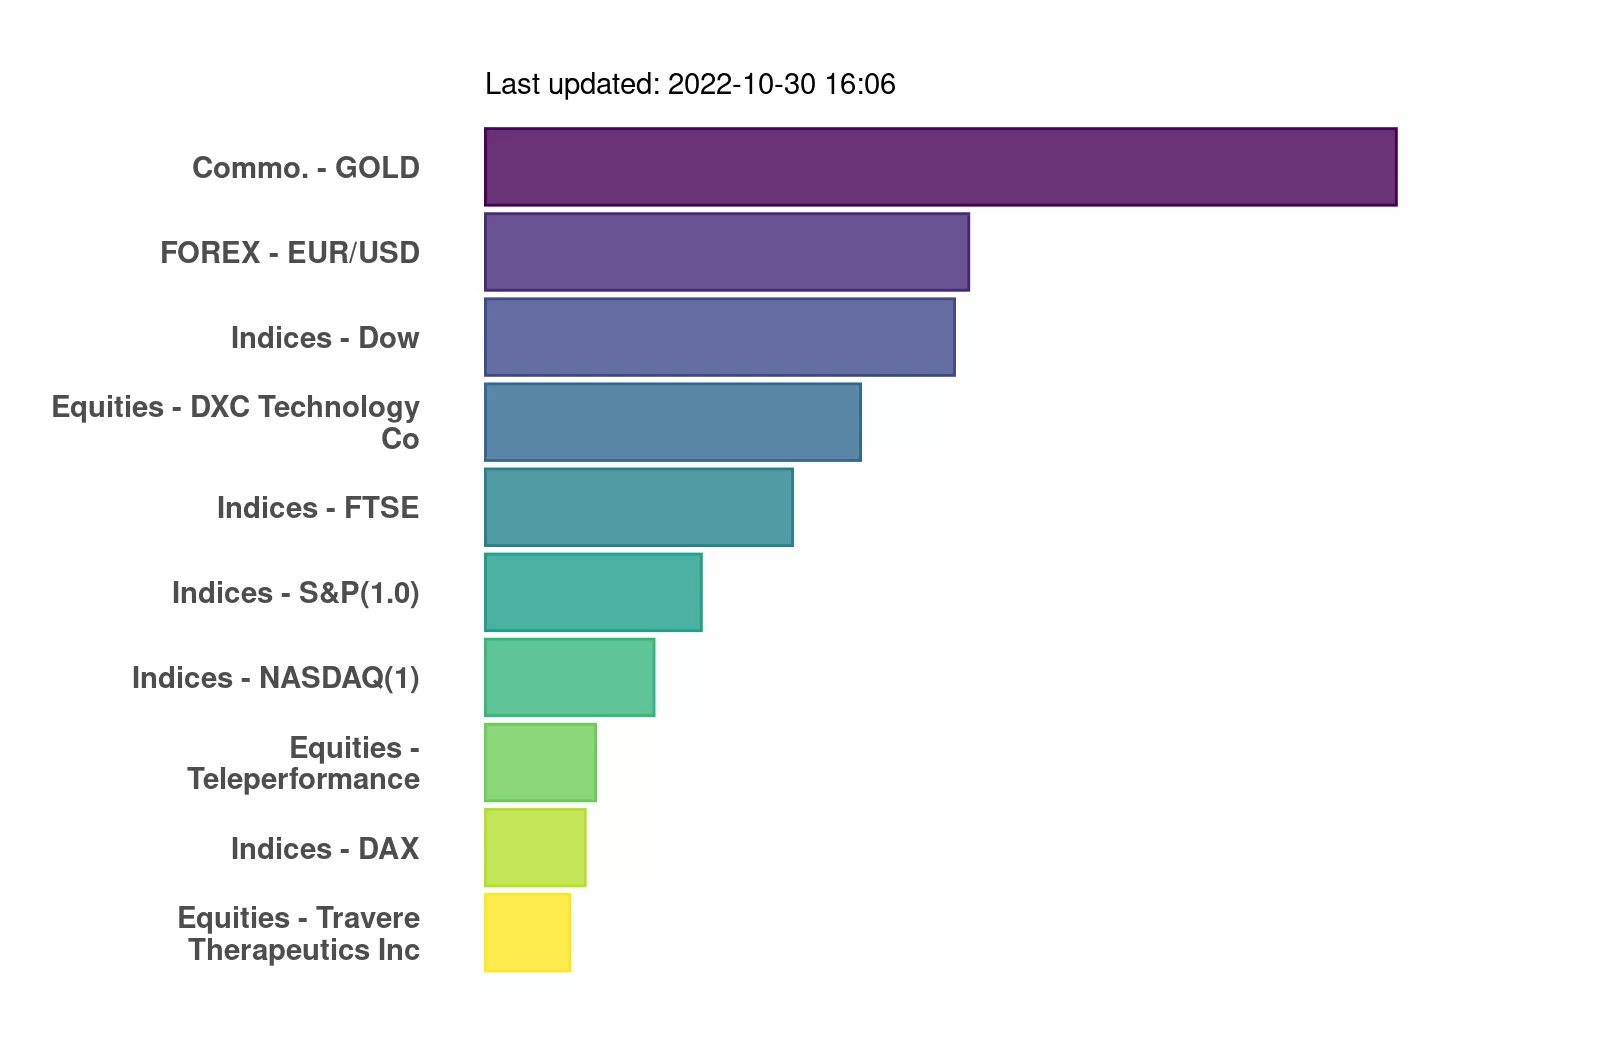 Last updated: 2022-10-30 16:06
Commo. - GOLD
FOREX - EUR/USD
Indices - Dow
Equities - DXC Technology
Co
Indices - FTSE
Indices - S&P(1.0)
Indices - NASDAQ(1)
Equities -
Teleperformance
Indices - DAX
Equities - Travere
Therapeutics Inc